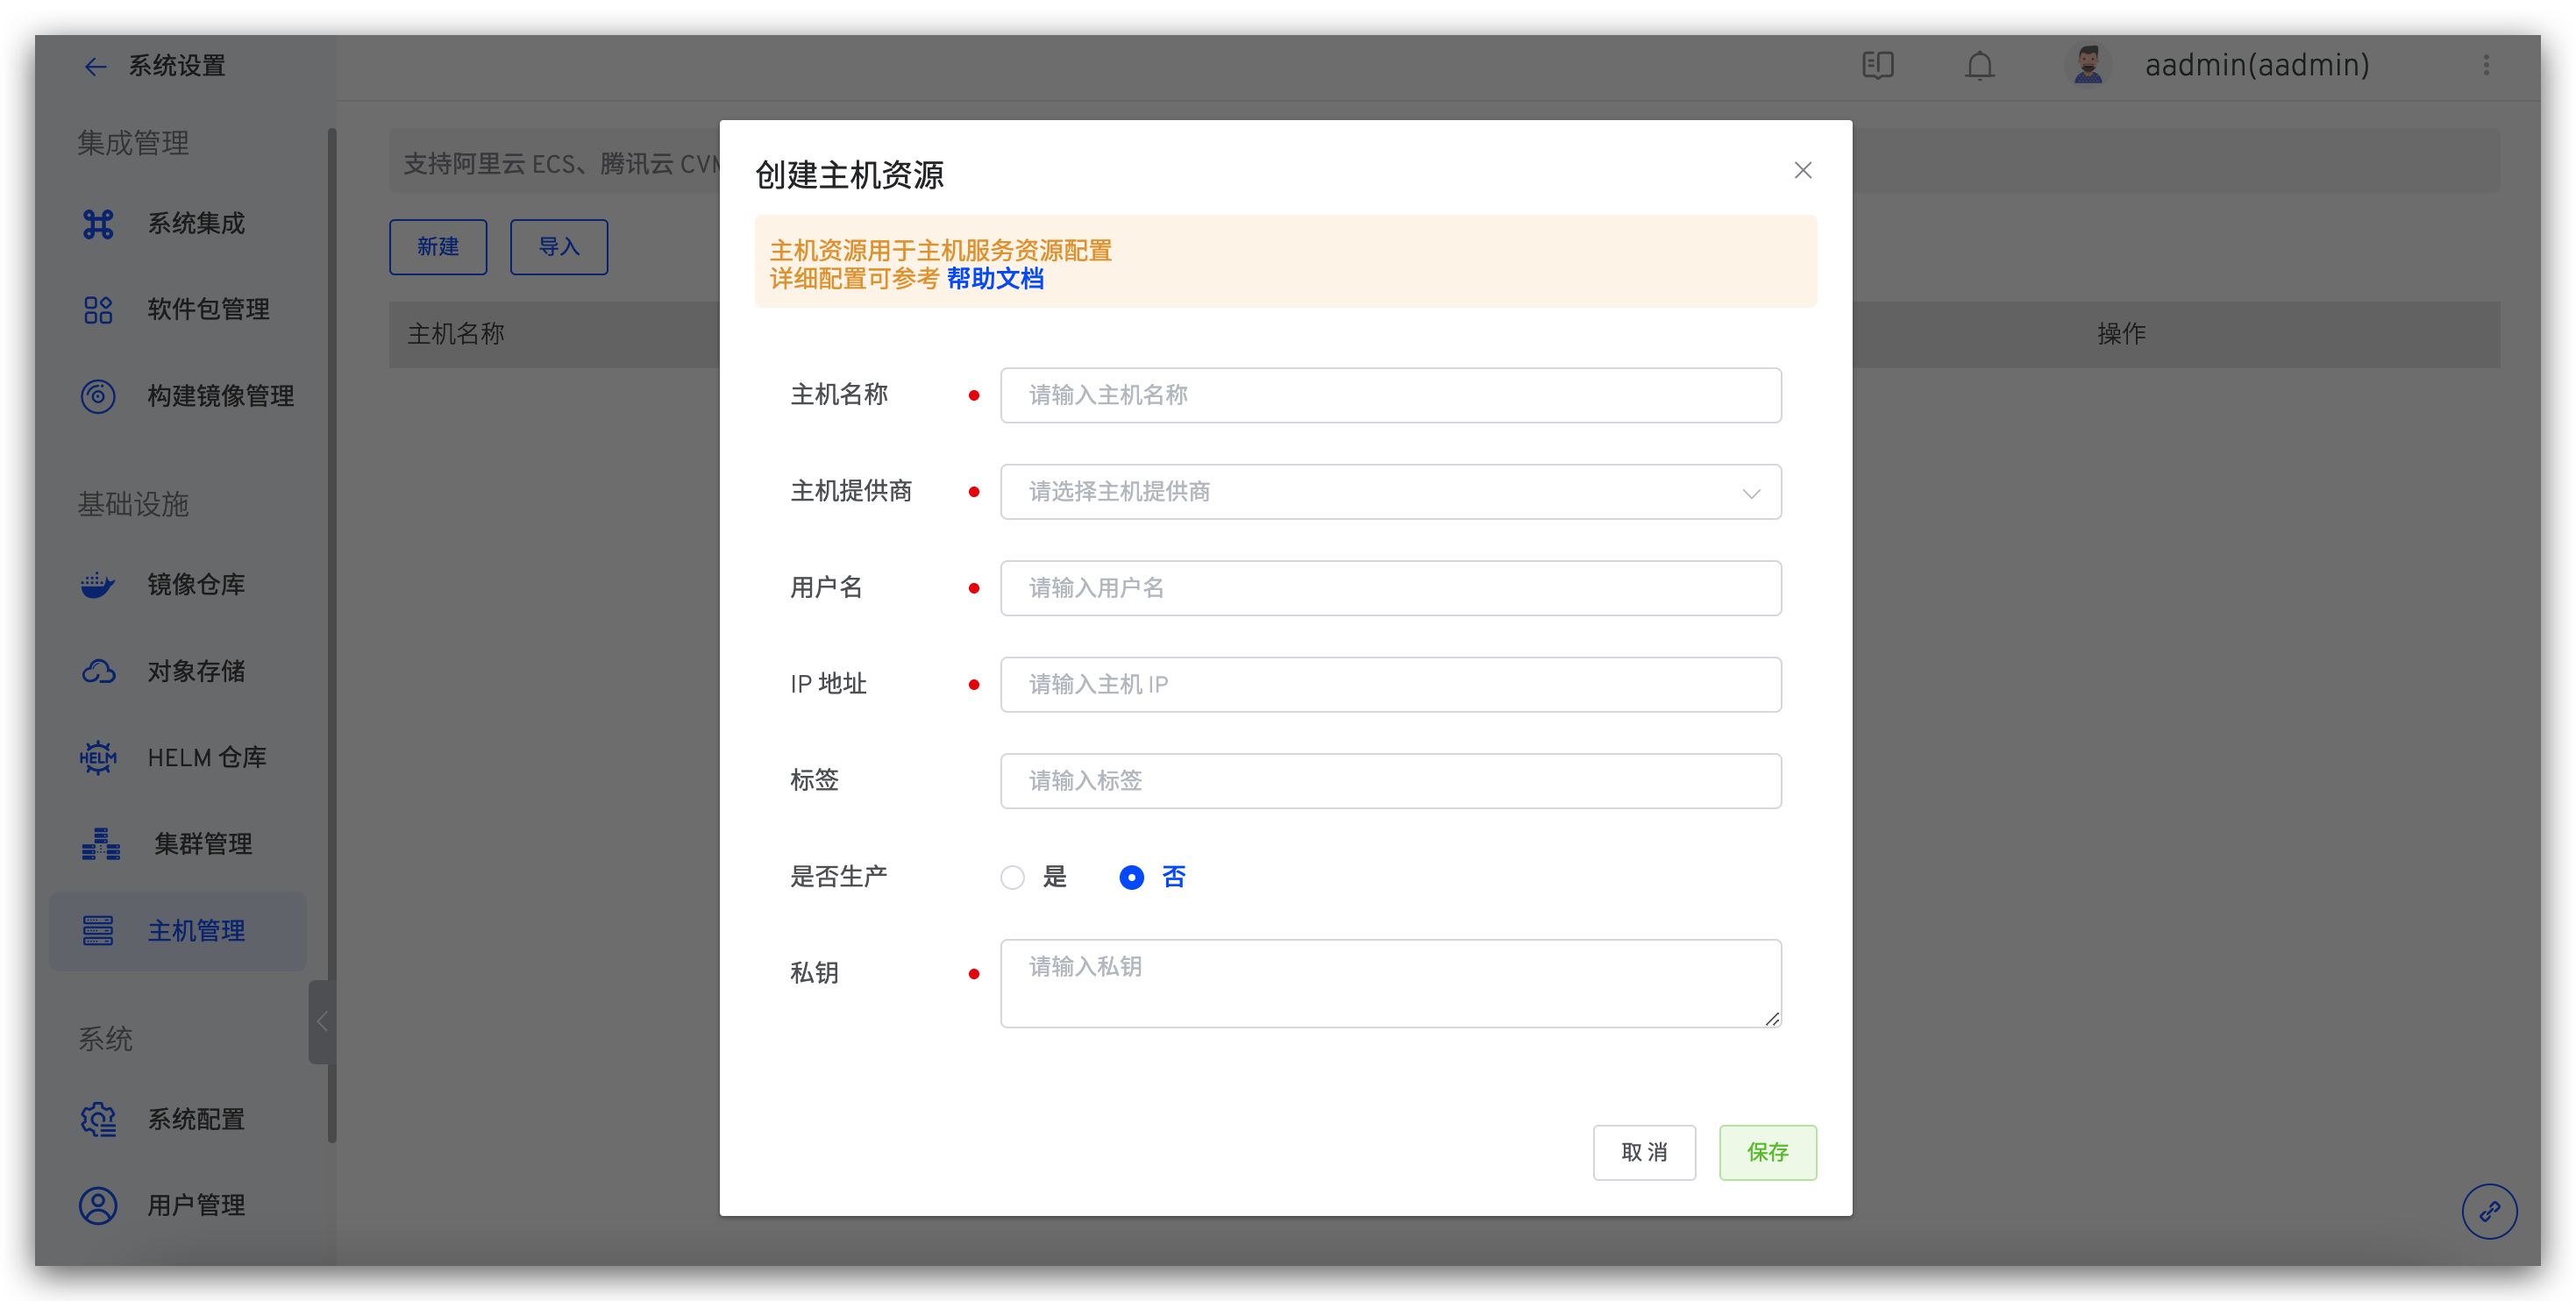 系统设置
aadmin(aadmin)
集成管理
系统集成
软件包管理
构建镜像管理
基础设施
镜像仓库
对象存储
HELM
HELM 仓库
集群管理
主机管理
系统
系统配置
用户管理
支持阿里云 ECS、腾讯云 CVM
新建
导入
主机名称
操作
创建主机资源
主机资源用于主机服务资源配置
详细配置可参考 帮助文档
主机名称
请输入主机名称
主机提供商
请选择主机提供商
用户名
请输入用户名
IP 地址
请输入主机 IP
标签
请输入标签
是否生产
是
否
私钥
请输入私钥
取 消
保存